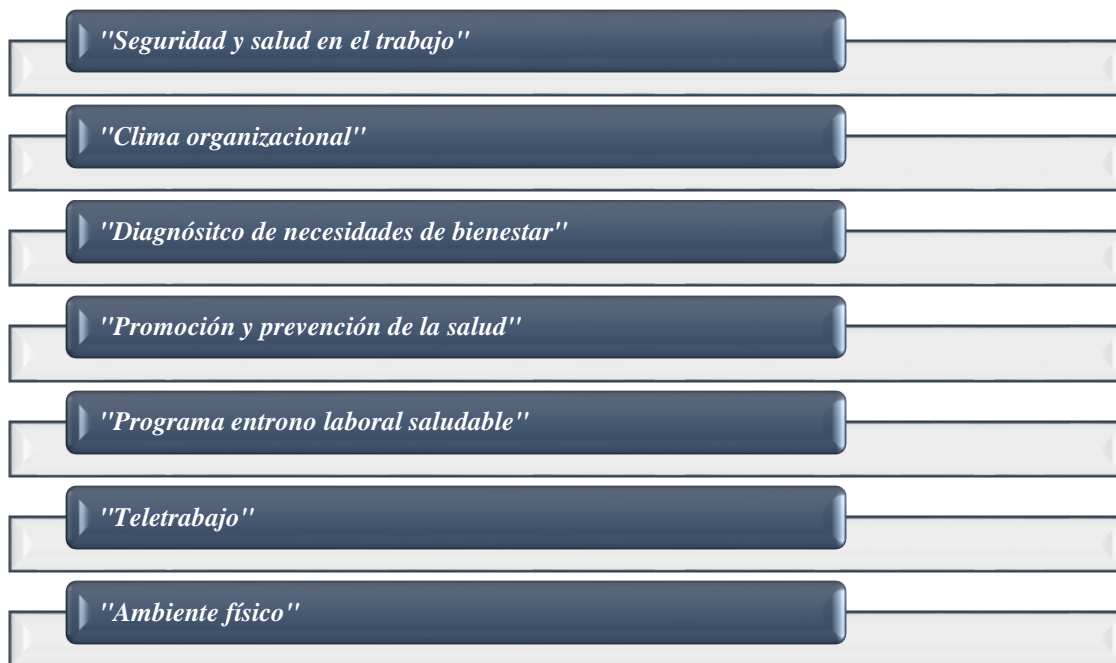 "Seguridad y salud en el trabajo"
"Clima organizacional"
"Diagnósitco de necesidades de bienestar"
"Promoción y prevención de la salud"
"Programa entrono laboral saludable"
"Teletrabajo"
"Ambiente físico"